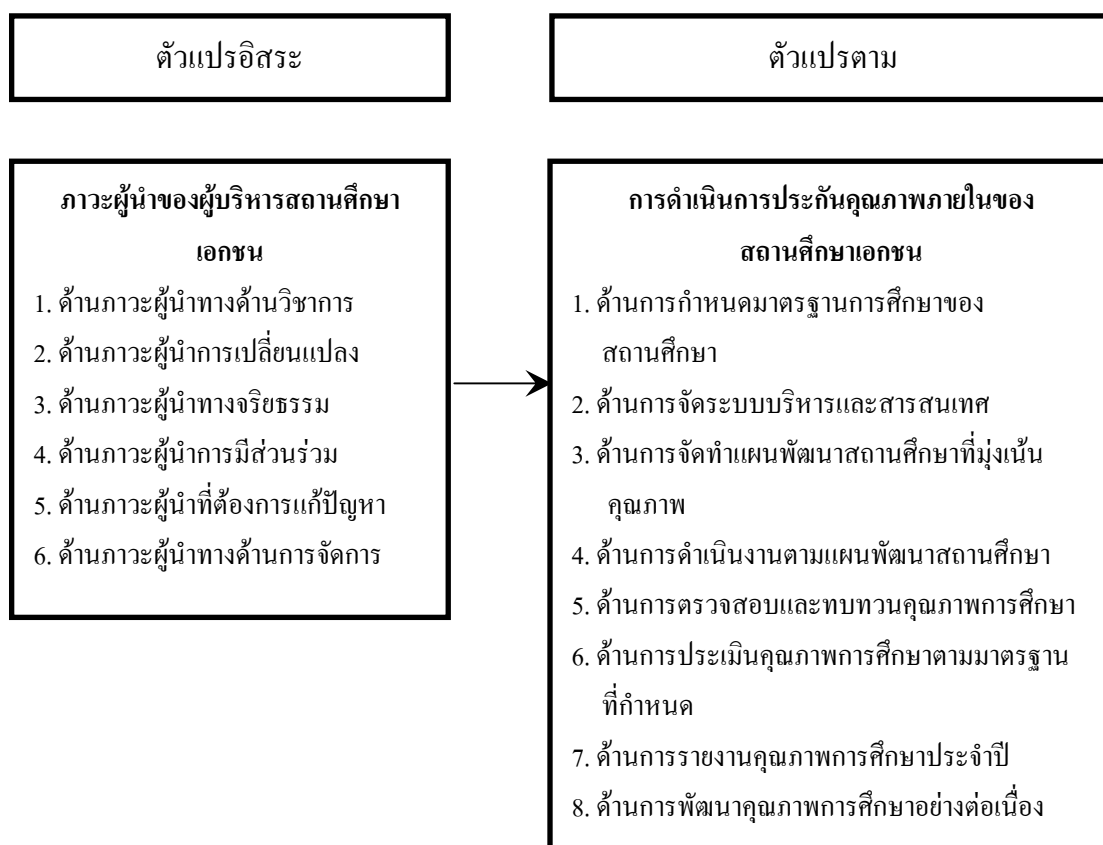 ตัวแปรอิสระ
ตัวแปรตาม
ภาวะผู้นำของผู้บริหารสถานศึกษา
เอกชน
1. ด้านภาวะผู้นำทางด้านวิชาการ
2. ด้านภาวะผู้นำการเปลี่ยนแปลง
3. ด้านภาวะผู้นำทางจริยธรรม
4. ด้านภาวะผู้นำการมีส่วนร่วม
5. ด้านภาวะผู้นำที่ต้องการแก้ปัญหา
6. ด้านภาวะผู้นำทางด้านการจัดการ
การดำเนินการประกันคุณภาพภายในของ
สถานศึกษาเอกชน
1. ด้านการกำหนดมาตรฐานการศึกษาของ
สถานศึกษา
2. ด้านการจัดระบบบริหารและสารสนเทศ
3. ด้านการจัดทำแผนพัฒนาสถานศึกษาที่มุ่งเน้น
คุณภาพ
4. ด้านการดำเนินงานตามแผนพัฒนาสถานศึกษา
5. ด้านการตรวจสอบและทบทวนคุณภาพการศึกษา
6. ด้านการประเมินคุณภาพการศึกษาตามมาตรฐาน
ที่กำหนด
7. ด้านการรายงานคุณภาพการศึกษาประจำปี
8. ด้านการพัฒนาคุณภาพการศึกษาอย่างต่อเนื่อง